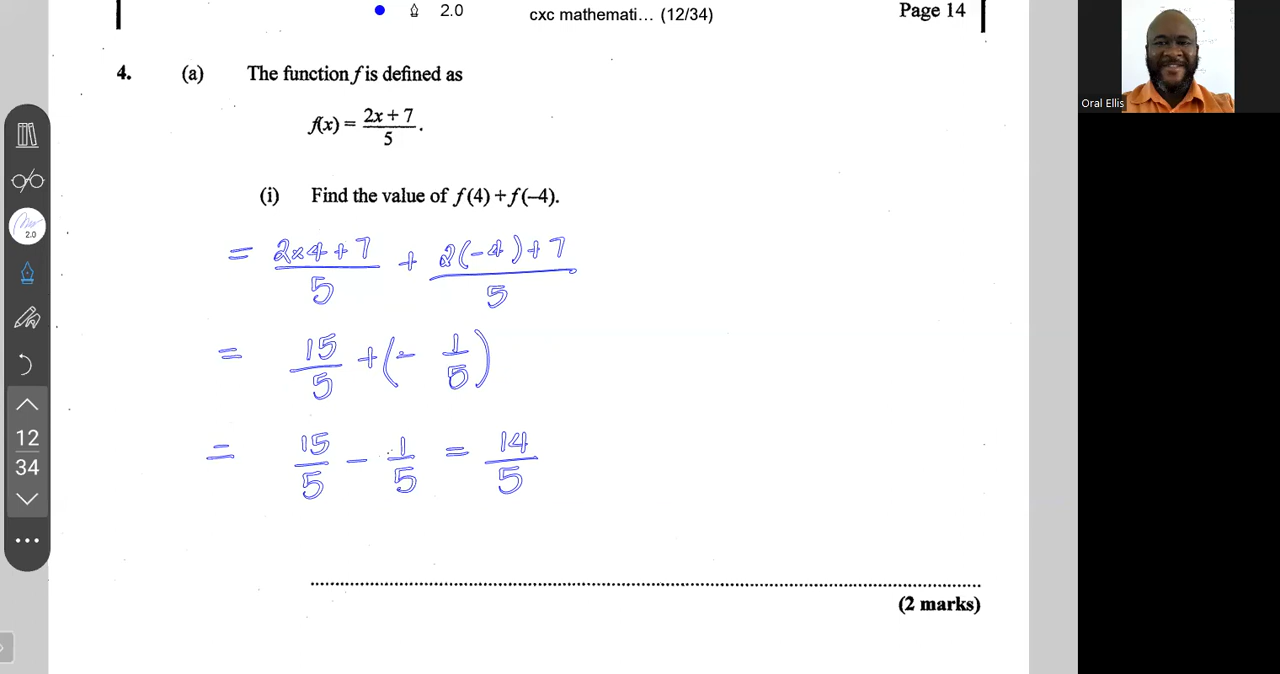 2.0 cxc mathemati... (12/34) Page 14
4. (a) The function f is defined as
f(x) = (2x + 7)/5.
(i) Find the value of f(4) + f(–4).
= (2×4+7)/5 + (2(-4)+7)/5
= 15/5 + (- 1/5)
= 15/5 - 1/5 = 14/5
(2 marks)
Oral Ellis
2.0
12
34